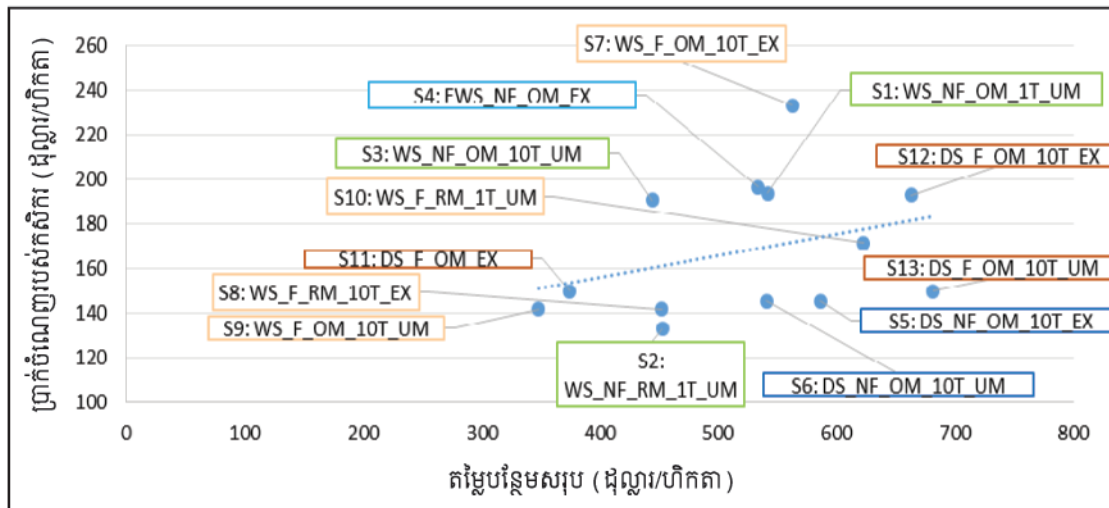 ប្រាក់ចំណេញរបស់កសិករ (ដុល្លារ/ហិកតា)
260
240
220
200
180
160
140
120
100
S7: WS_F_OM_10T_EX
S4: EWS_NF_OM_EX
S1: WS_NF_OM_1T_UM
S3: WS_NF_OM_10T_UM
S12: DS_F_OM_10T_EX
S10: WS_F_RM_1T_UM
S11: DS_F_OM_EX
S13: DS_F_OM_10T_UM
S8: WS_F_RM_10T_EX
S9: WS_F_OM_10T_UM
S5: DS_NF_OM_10T_EX
S2:
WS_NF_RM_1T_UM
S6: DS_NF_OM_10T_UM
0 100 200 300 400 500 600 700 800
តម្លៃបន្ថែមសរុប (ដុល្លារ/ហិកតា)